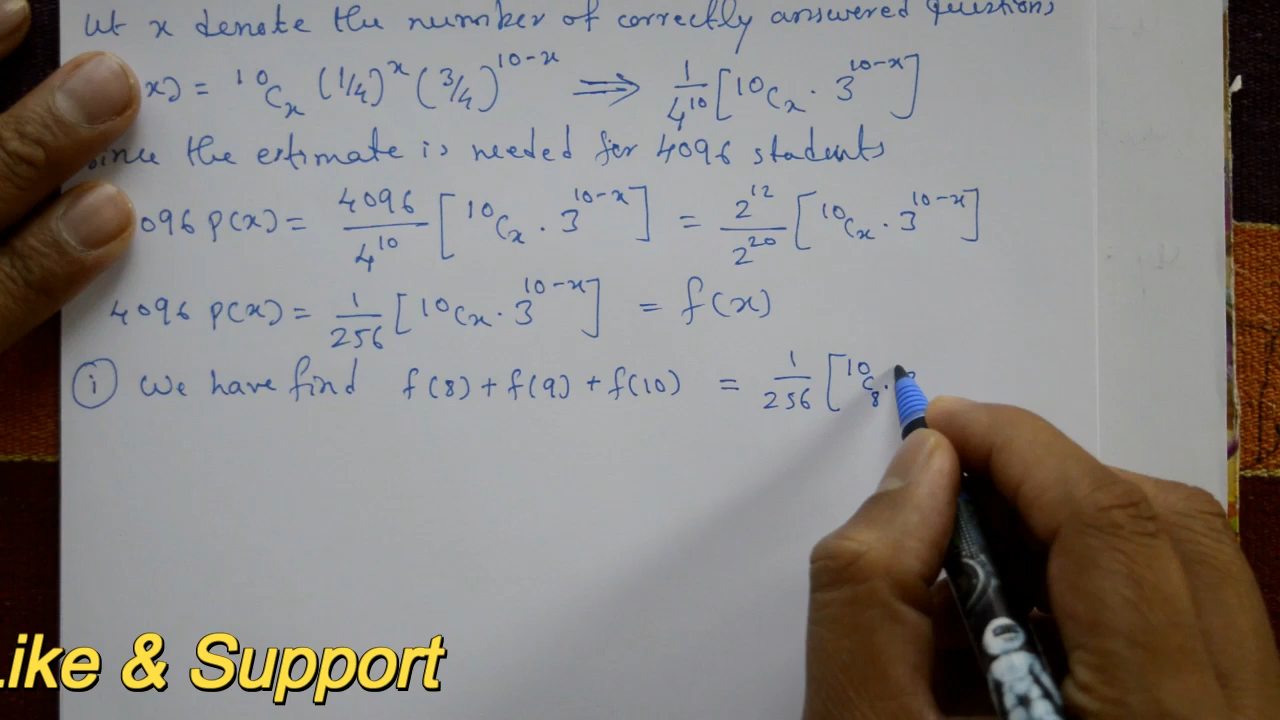 let x denote the number of correctly answered questions
x) = ¹⁰Cₓ (1/4)ˣ (3/4)¹⁰⁻ˣ ⟹ 1/4¹⁰ [¹⁰Cₓ · 3¹⁰⁻ˣ]
since the estimate is needed for 4096 students
096 p(x) = 4096/4¹⁰ [¹⁰Cₓ · 3¹⁰⁻ˣ] = 2¹²/2²⁰ [¹⁰Cₓ · 3¹⁰⁻ˣ]
4096 p(x) = 1/256 [¹⁰Cₓ · 3¹⁰⁻ˣ] = f(x)
(i) We have find f(8) + f(9) + f(10) = 1/256 [¹⁰C₈ ·
Like & Support